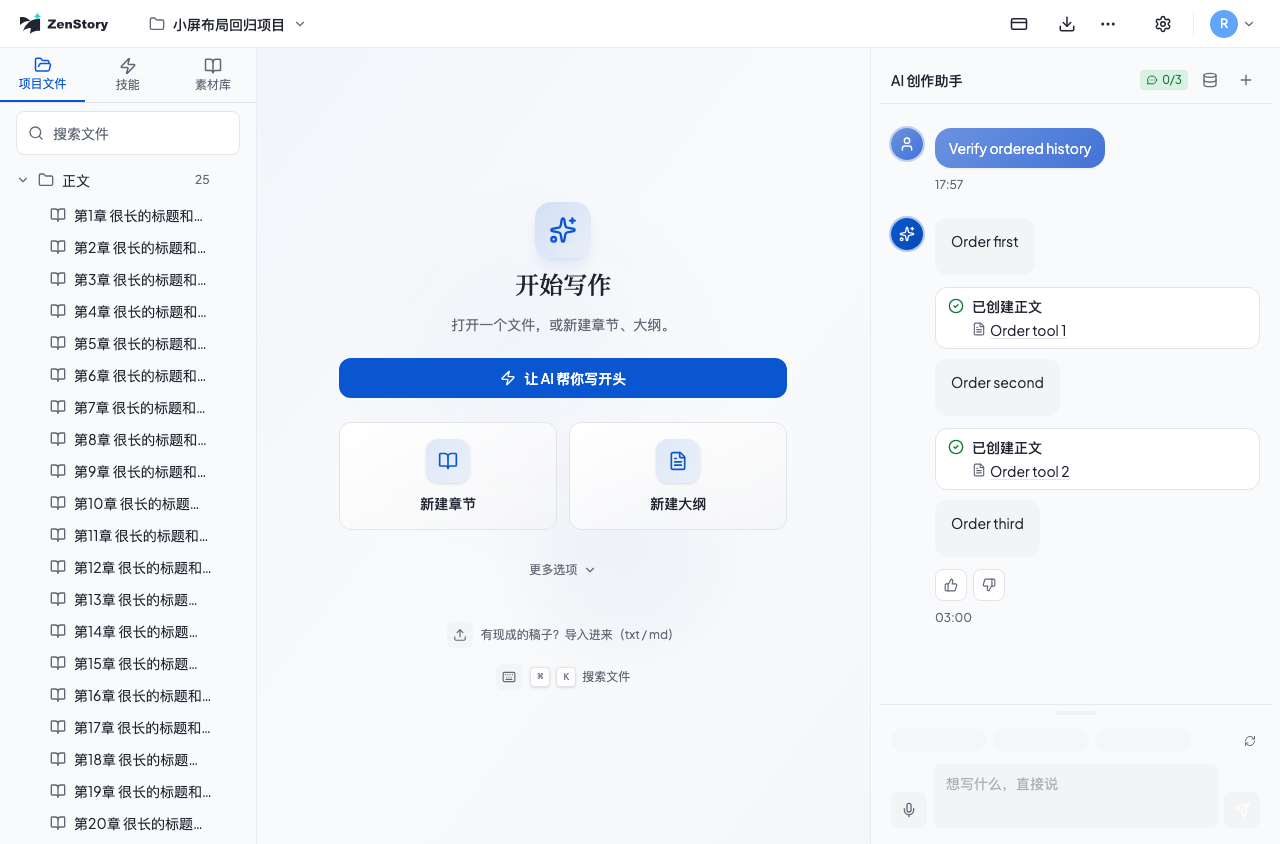 ZenStory
小屏布局回归项目
R
项目文件
技能
素材库
搜索文件
正文
25
第1章 很长的标题和...
第2章 很长的标题和...
第3章 很长的标题和...
第4章 很长的标题和...
第5章 很长的标题和...
第6章 很长的标题和...
第7章 很长的标题和...
第8章 很长的标题和...
第9章 很长的标题和...
第10章 很长的标题...
第11章 很长的标题和...
第12章 很长的标题和...
第13章 很长的标题...
第14章 很长的标题...
第15章 很长的标题...
第16章 很长的标题和...
第17章 很长的标题和...
第18章 很长的标题...
第19章 很长的标题和...
第20章 很长的标题...
开始写作
打开一个文件，或新建章节、大纲。
让 AI 帮你写开头
新建章节
新建大纲
更多选项
有现成的稿子？导入进来（txt / md）
⌘ K 搜索文件
AI 创作助手
0/3
Verify ordered history
17:57
Order first
已创建正文
Order tool 1
Order second
已创建正文
Order tool 2
Order third
03:00
想写什么，直接说